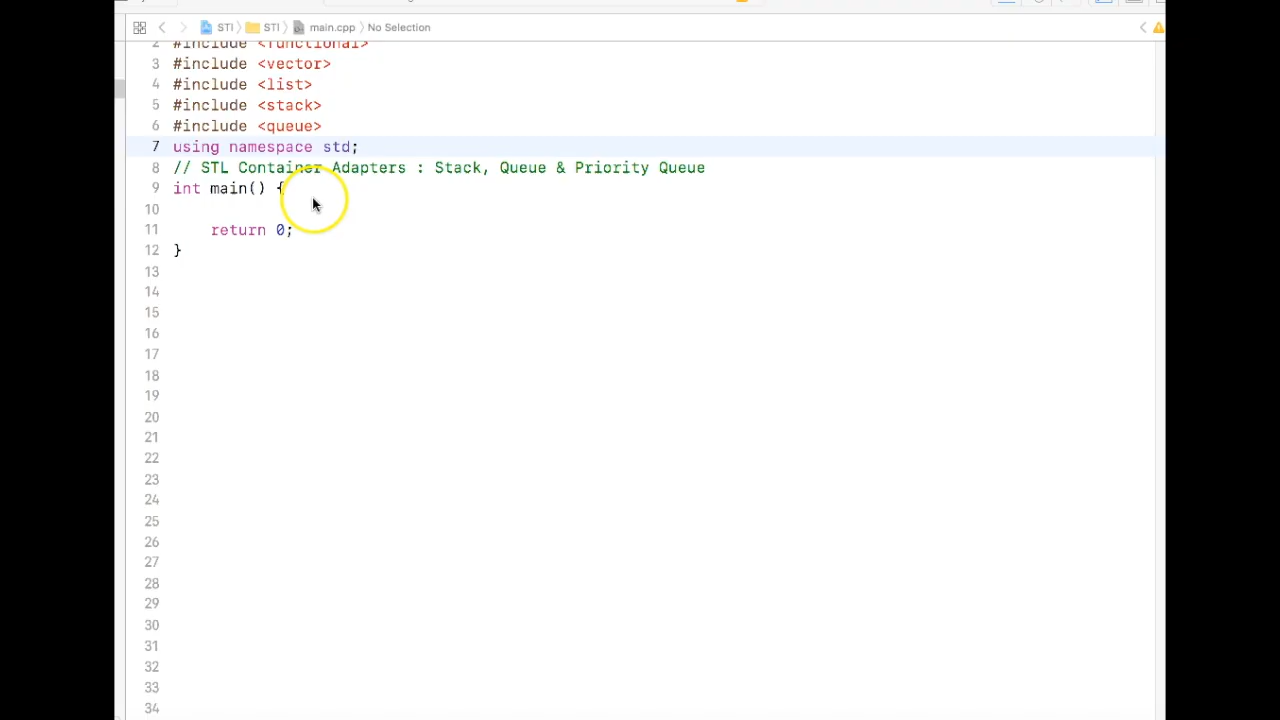 STI STI main.cpp No Selection
2 #include <functional>
3 #include <vector>
4 #include <list>
5 #include <stack>
6 #include <queue>
7 using namespace std;
8 // STL Container Adapters : Stack, Queue & Priority Queue
9 int main() {
10
11 return 0;
12 }
13
14
15
16
17
18
19
20
21
22
23
24
25
26
27
28
29
30
31
32
33
34